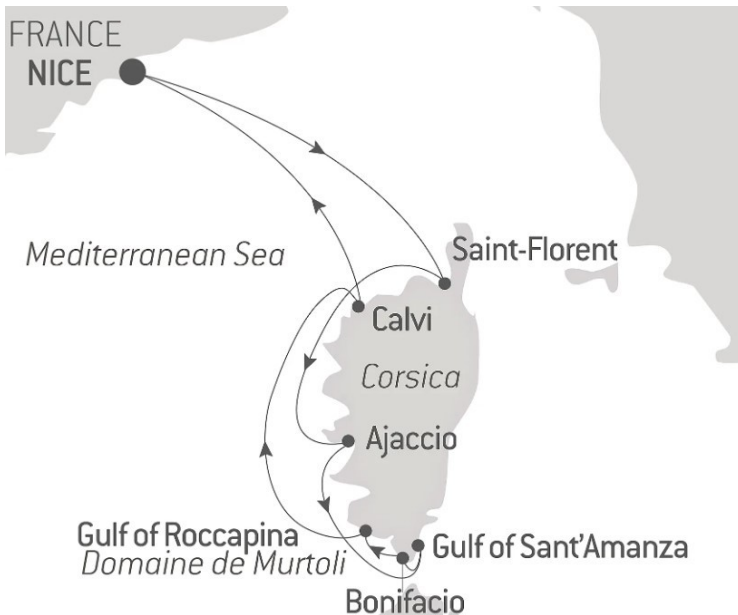 FRANCE
NICE
Mediterranean Sea
Saint-Florent
Calvi
Corsica
Ajaccio
Gulf of Roccapina
Domaine de Murtoli
Gulf of Sant'Amanza
Bonifacio